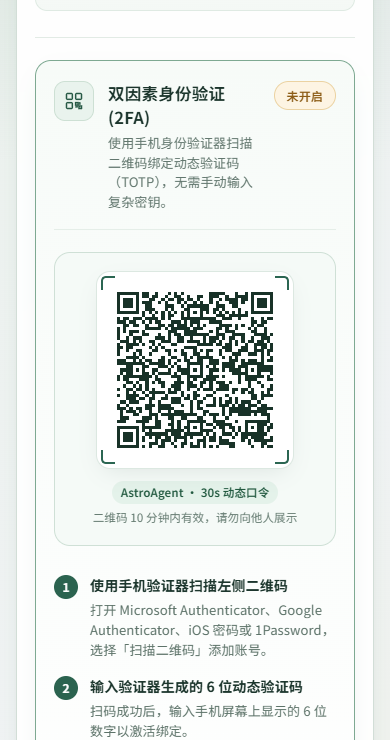 双因素身份验证
(2FA)
未开启
使用手机身份验证器扫描
二维码绑定动态验证码
（TOTP），无需手动输入
复杂密钥。
AstroAgent · 30s 动态口令
二维码 10 分钟内有效，请勿向他人展示
1 使用手机验证器扫描左侧二维码
打开 Microsoft Authenticator、Google
Authenticator、iOS 密码或 1Password，
选择「扫描二维码」添加账号。
2 输入验证器生成的 6 位动态验证码
扫码成功后，输入手机屏幕上显示的 6 位
数字以激活绑定。